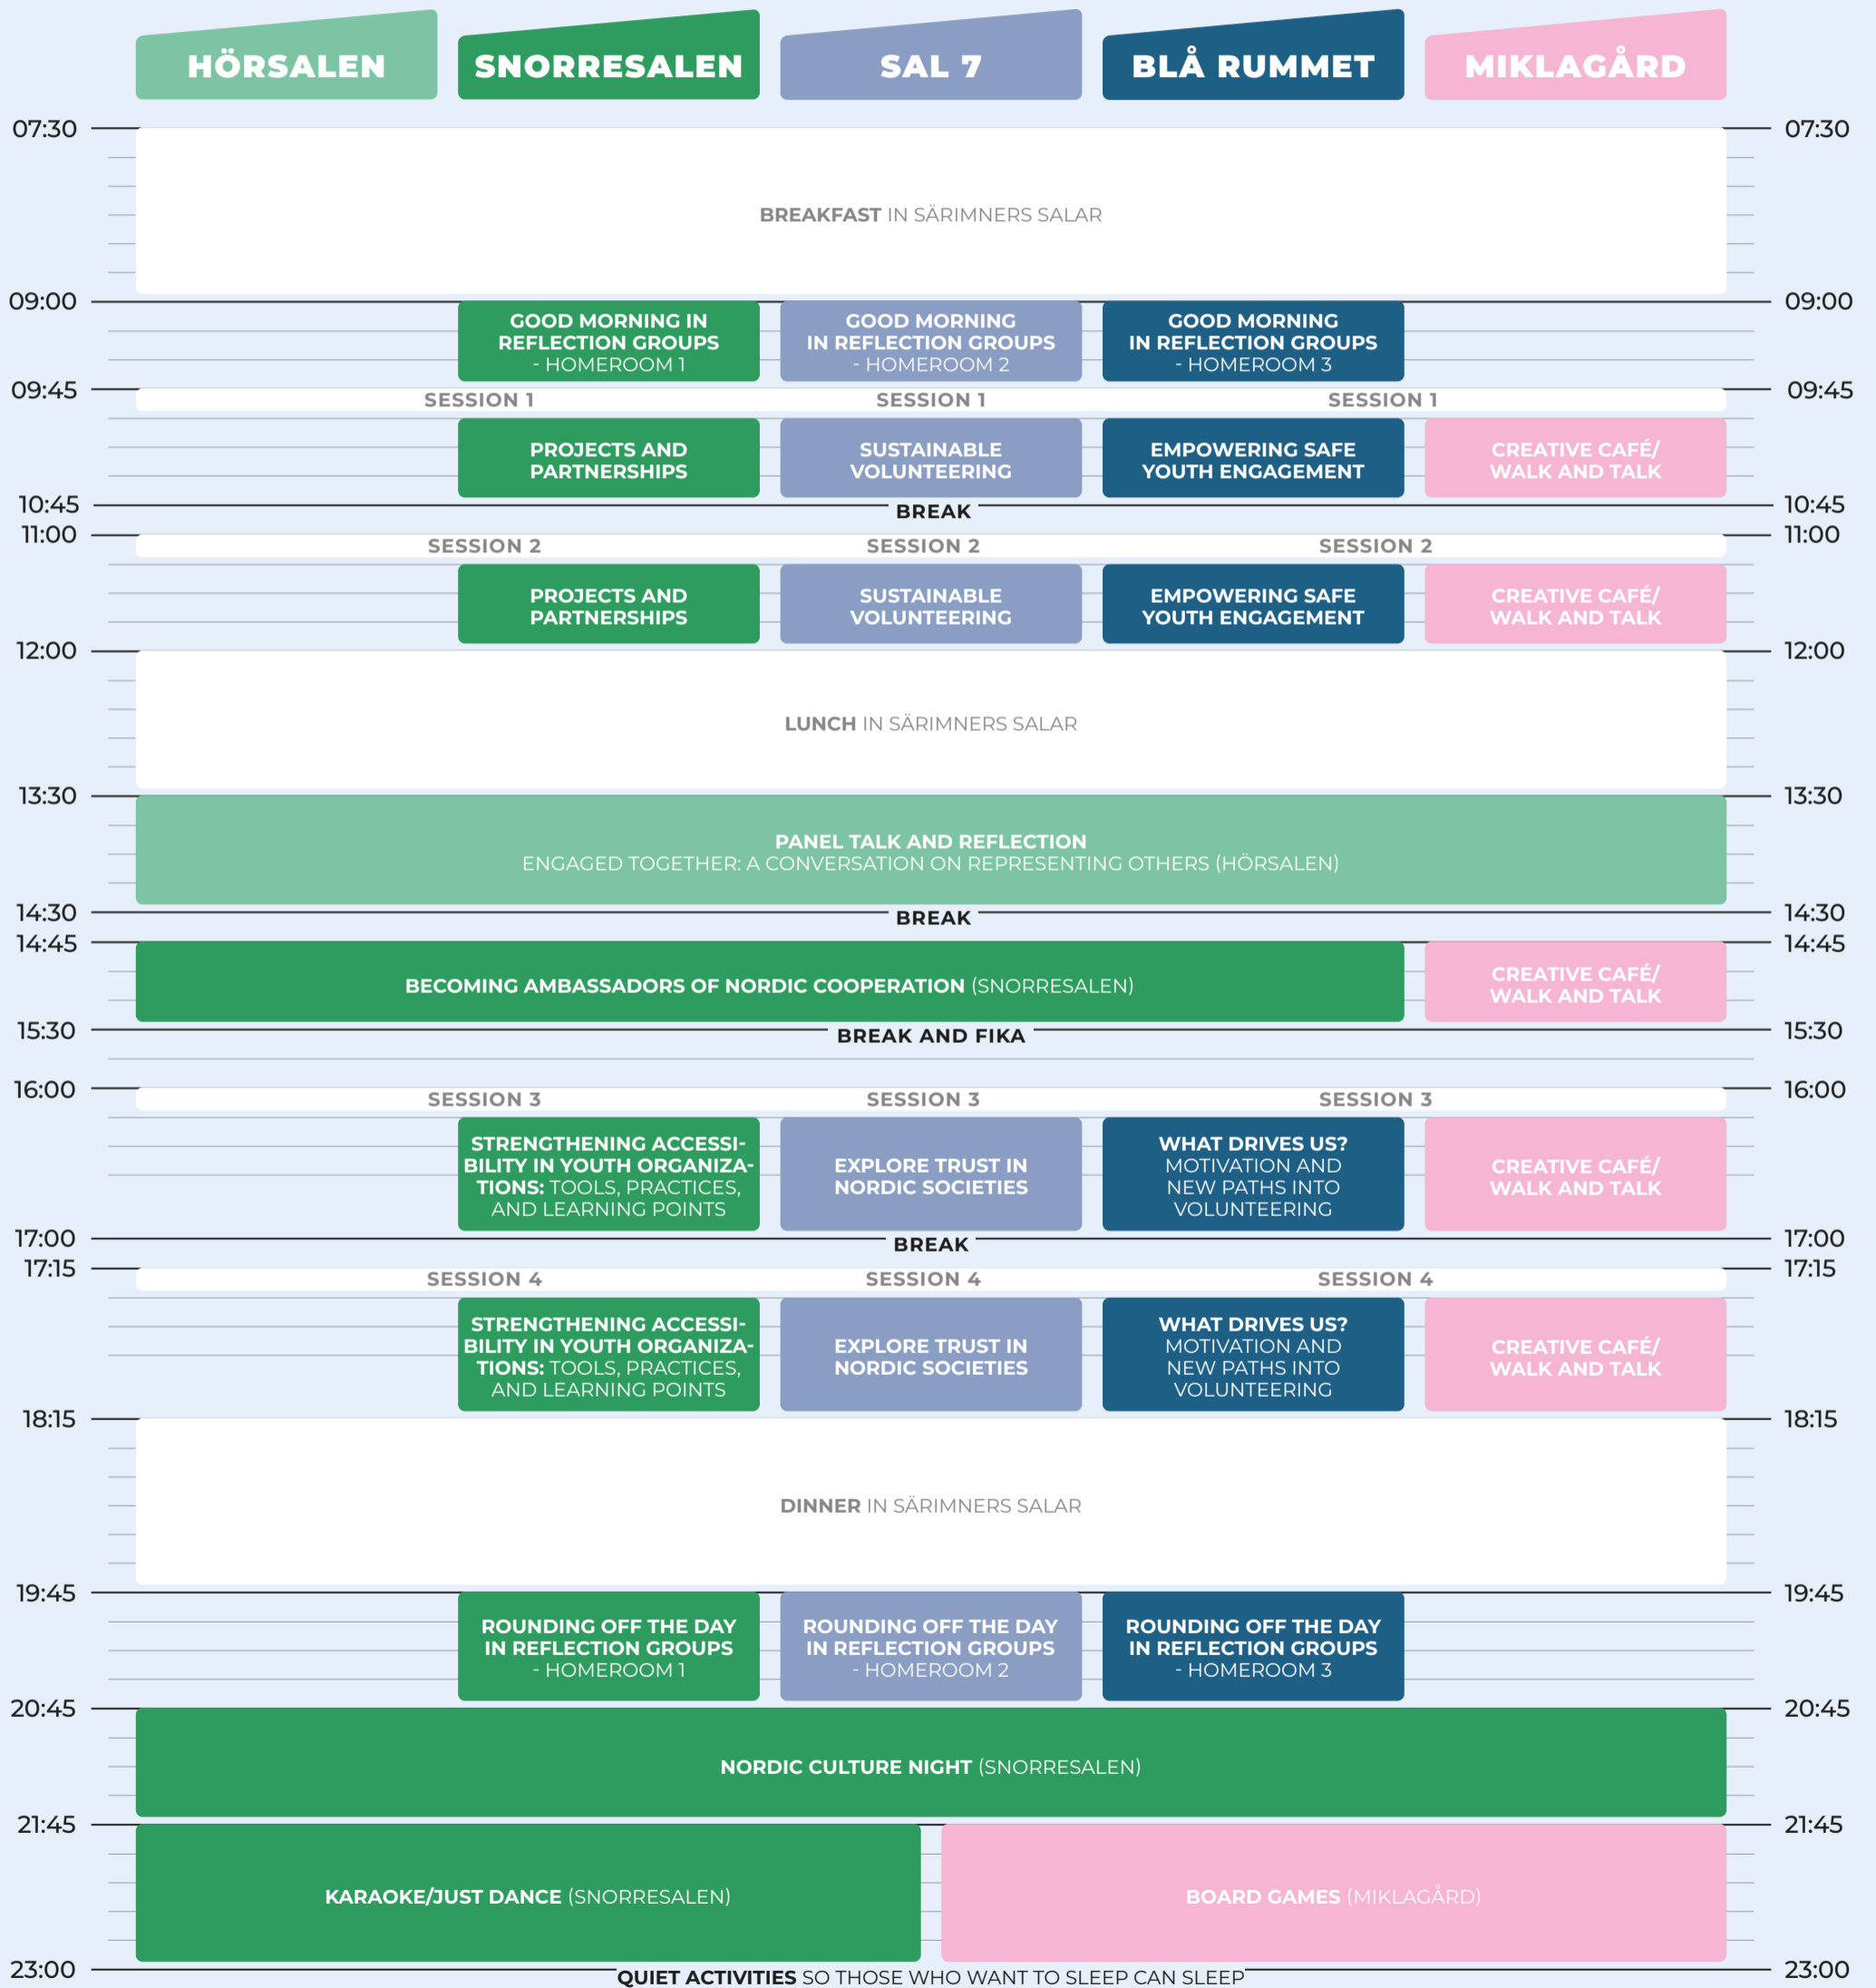 HÖRSALEN
SNORRESALEN
SAL 7
BLÅ RUMMET
MIKLAGÅRD
07:30
07:30
BREAKFAST IN SÄRIMNERS SALAR
09:00
09:00
GOOD MORNING IN
REFLECTION GROUPS
- HOMEROOM 1
GOOD MORNING
IN REFLECTION GROUPS
- HOMEROOM 2
GOOD MORNING
IN REFLECTION GROUPS
- HOMEROOM 3
09:45
09:45
SESSION 1
SESSION 1
SESSION 1
PROJECTS AND
PARTNERSHIPS
SUSTAINABLE
VOLUNTEERING
EMPOWERING SAFE
YOUTH ENGAGEMENT
CREATIVE CAFÉ/
WALK AND TALK
10:45
BREAK
10:45
11:00
11:00
SESSION 2
SESSION 2
SESSION 2
PROJECTS AND
PARTNERSHIPS
SUSTAINABLE
VOLUNTEERING
EMPOWERING SAFE
YOUTH ENGAGEMENT
CREATIVE CAFÉ/
WALK AND TALK
12:00
12:00
LUNCH IN SÄRIMNERS SALAR
13:30
13:30
PANEL TALK AND REFLECTION
ENGAGED TOGETHER: A CONVERSATION ON REPRESENTING OTHERS (HÖRSALEN)
14:30
BREAK
14:30
14:45
14:45
BECOMING AMBASSADORS OF NORDIC COOPERATION (SNORRESALEN)
CREATIVE CAFÉ/
WALK AND TALK
15:30
BREAK AND FIKA
15:30
16:00
16:00
SESSION 3
SESSION 3
SESSION 3
STRENGTHENING ACCESSI-
BILITY IN YOUTH ORGANIZA-
TIONS: TOOLS, PRACTICES,
AND LEARNING POINTS
EXPLORE TRUST IN
NORDIC SOCIETIES
WHAT DRIVES US?
MOTIVATION AND
NEW PATHS INTO
VOLUNTEERING
CREATIVE CAFÉ/
WALK AND TALK
17:00
BREAK
17:00
17:15
17:15
SESSION 4
SESSION 4
SESSION 4
STRENGTHENING ACCESSI-
BILITY IN YOUTH ORGANIZA-
TIONS: TOOLS, PRACTICES,
AND LEARNING POINTS
EXPLORE TRUST IN
NORDIC SOCIETIES
WHAT DRIVES US?
MOTIVATION AND
NEW PATHS INTO
VOLUNTEERING
CREATIVE CAFÉ/
WALK AND TALK
18:15
18:15
DINNER IN SÄRIMNERS SALAR
19:45
19:45
ROUNDING OFF THE DAY
IN REFLECTION GROUPS
- HOMEROOM 1
ROUNDING OFF THE DAY
IN REFLECTION GROUPS
- HOMEROOM 2
ROUNDING OFF THE DAY
IN REFLECTION GROUPS
- HOMEROOM 3
20:45
20:45
NORDIC CULTURE NIGHT (SNORRESALEN)
21:45
21:45
KARAOKE/JUST DANCE (SNORRESALEN)
BOARD GAMES (MIKLAGÅRD)
23:00
23:00
QUIET ACTIVITIES SO THOSE WHO WANT TO SLEEP CAN SLEEP